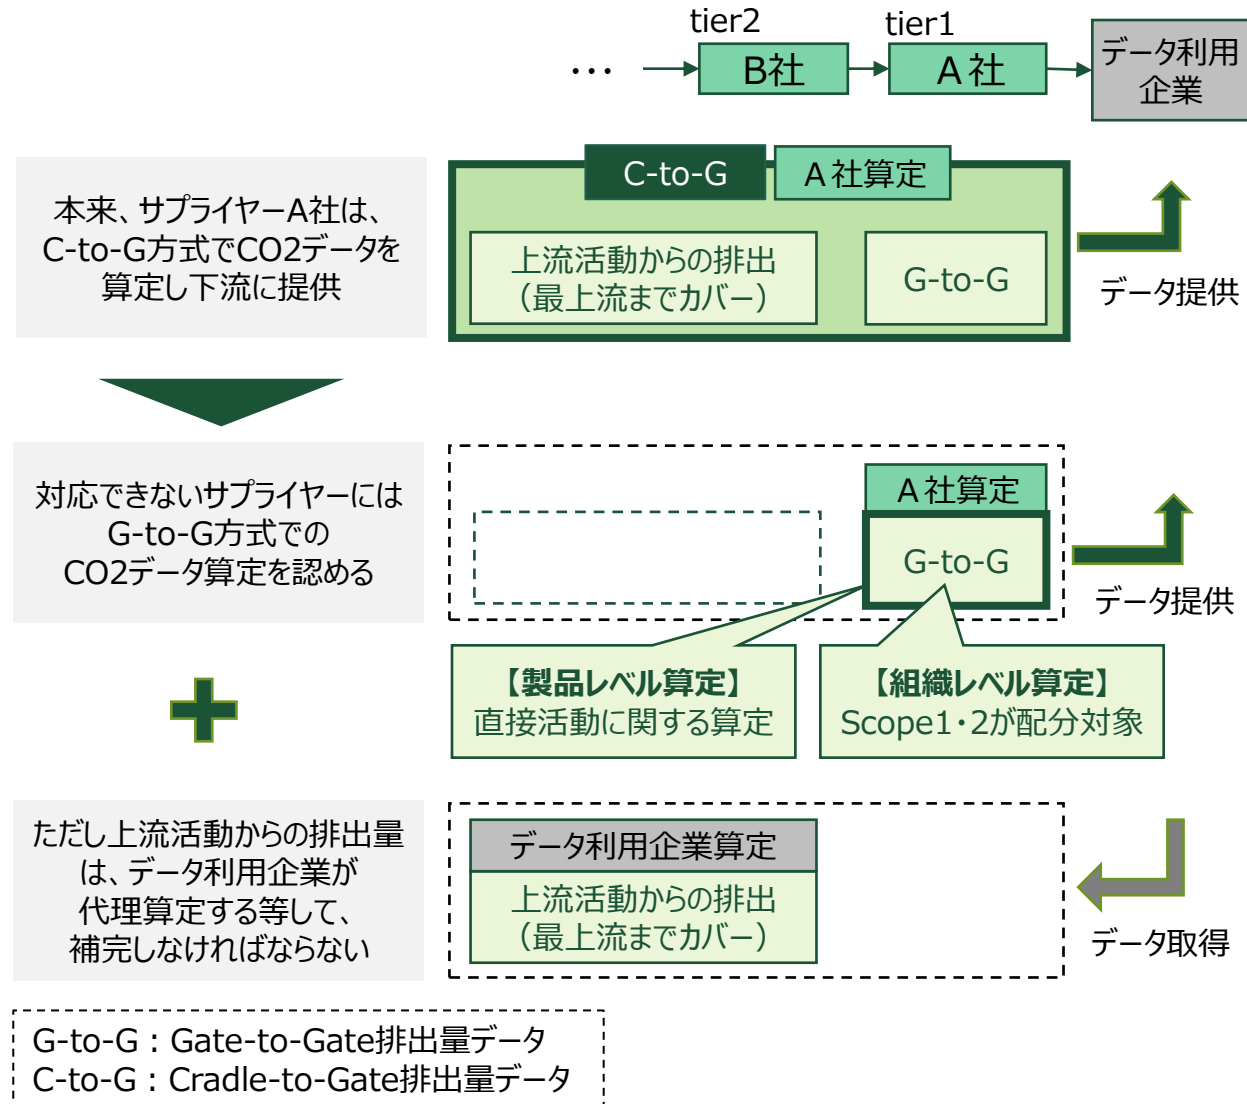 tier2
tier1
…
B社
A社
データ利用
企業
本来、サプライヤーA社は、
C-to-G方式でCO2データを
算定し下流に提供
C-to-G
A社算定
上流活動からの排出
（最上流までカバー）
G-to-G
データ提供
対応できないサプライヤーには
G-to-G方式での
CO2データ算定を認める
A社算定
G-to-G
データ提供
【製品レベル算定】
直接活動に関する算定
【組織レベル算定】
Scope1・2が配分対象
ただし上流活動からの排出量
は、データ利用企業が
代理算定する等して、
補完しなければならない
データ利用企業算定
上流活動からの排出
（最上流までカバー）
データ取得
G-to-G：Gate-to-Gate排出量データ
C-to-G：Cradle-to-Gate排出量データ